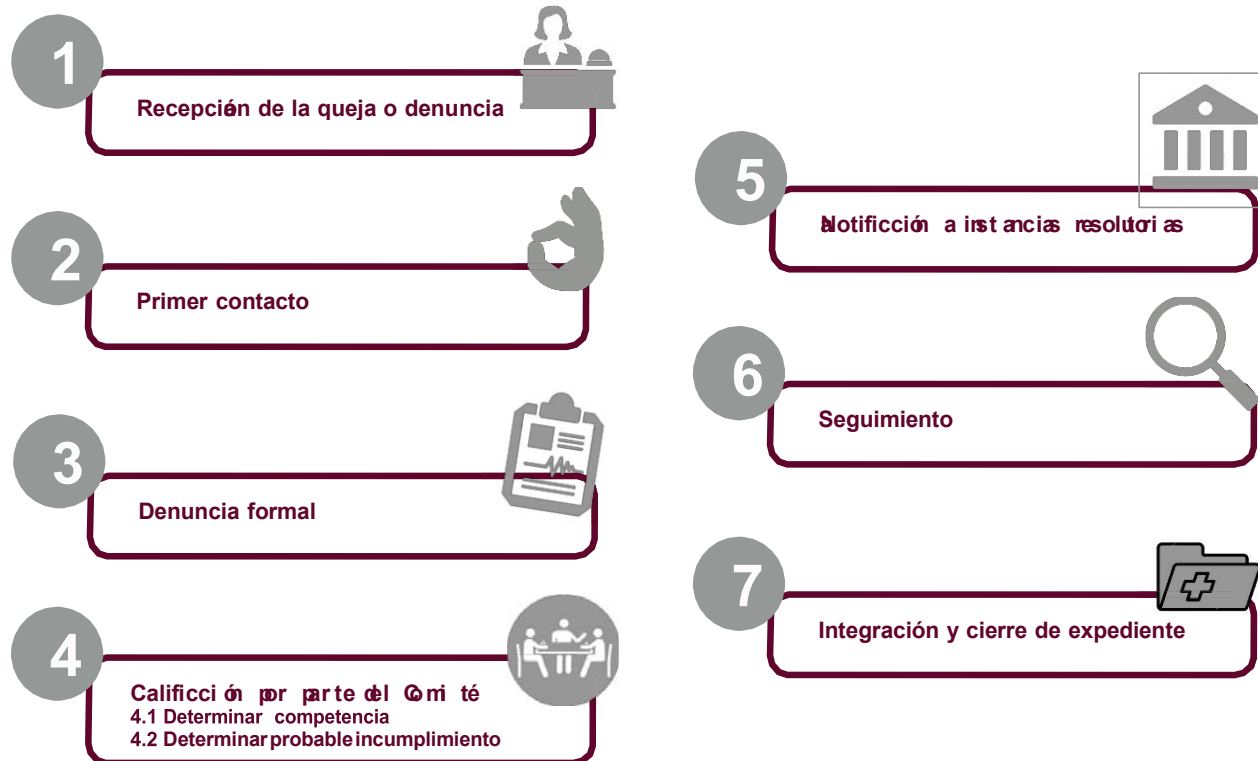 1
Recepción de la queja o denuncia
2
Primer contacto
3
Denuncia formal
4
Calificción por parte del Comité
4.1 Determinar competencia
4.2 Determinar probable incumplimiento
5
Notificción a instancias resolutorias
6
Seguimiento
7
Integración y cierre de expediente